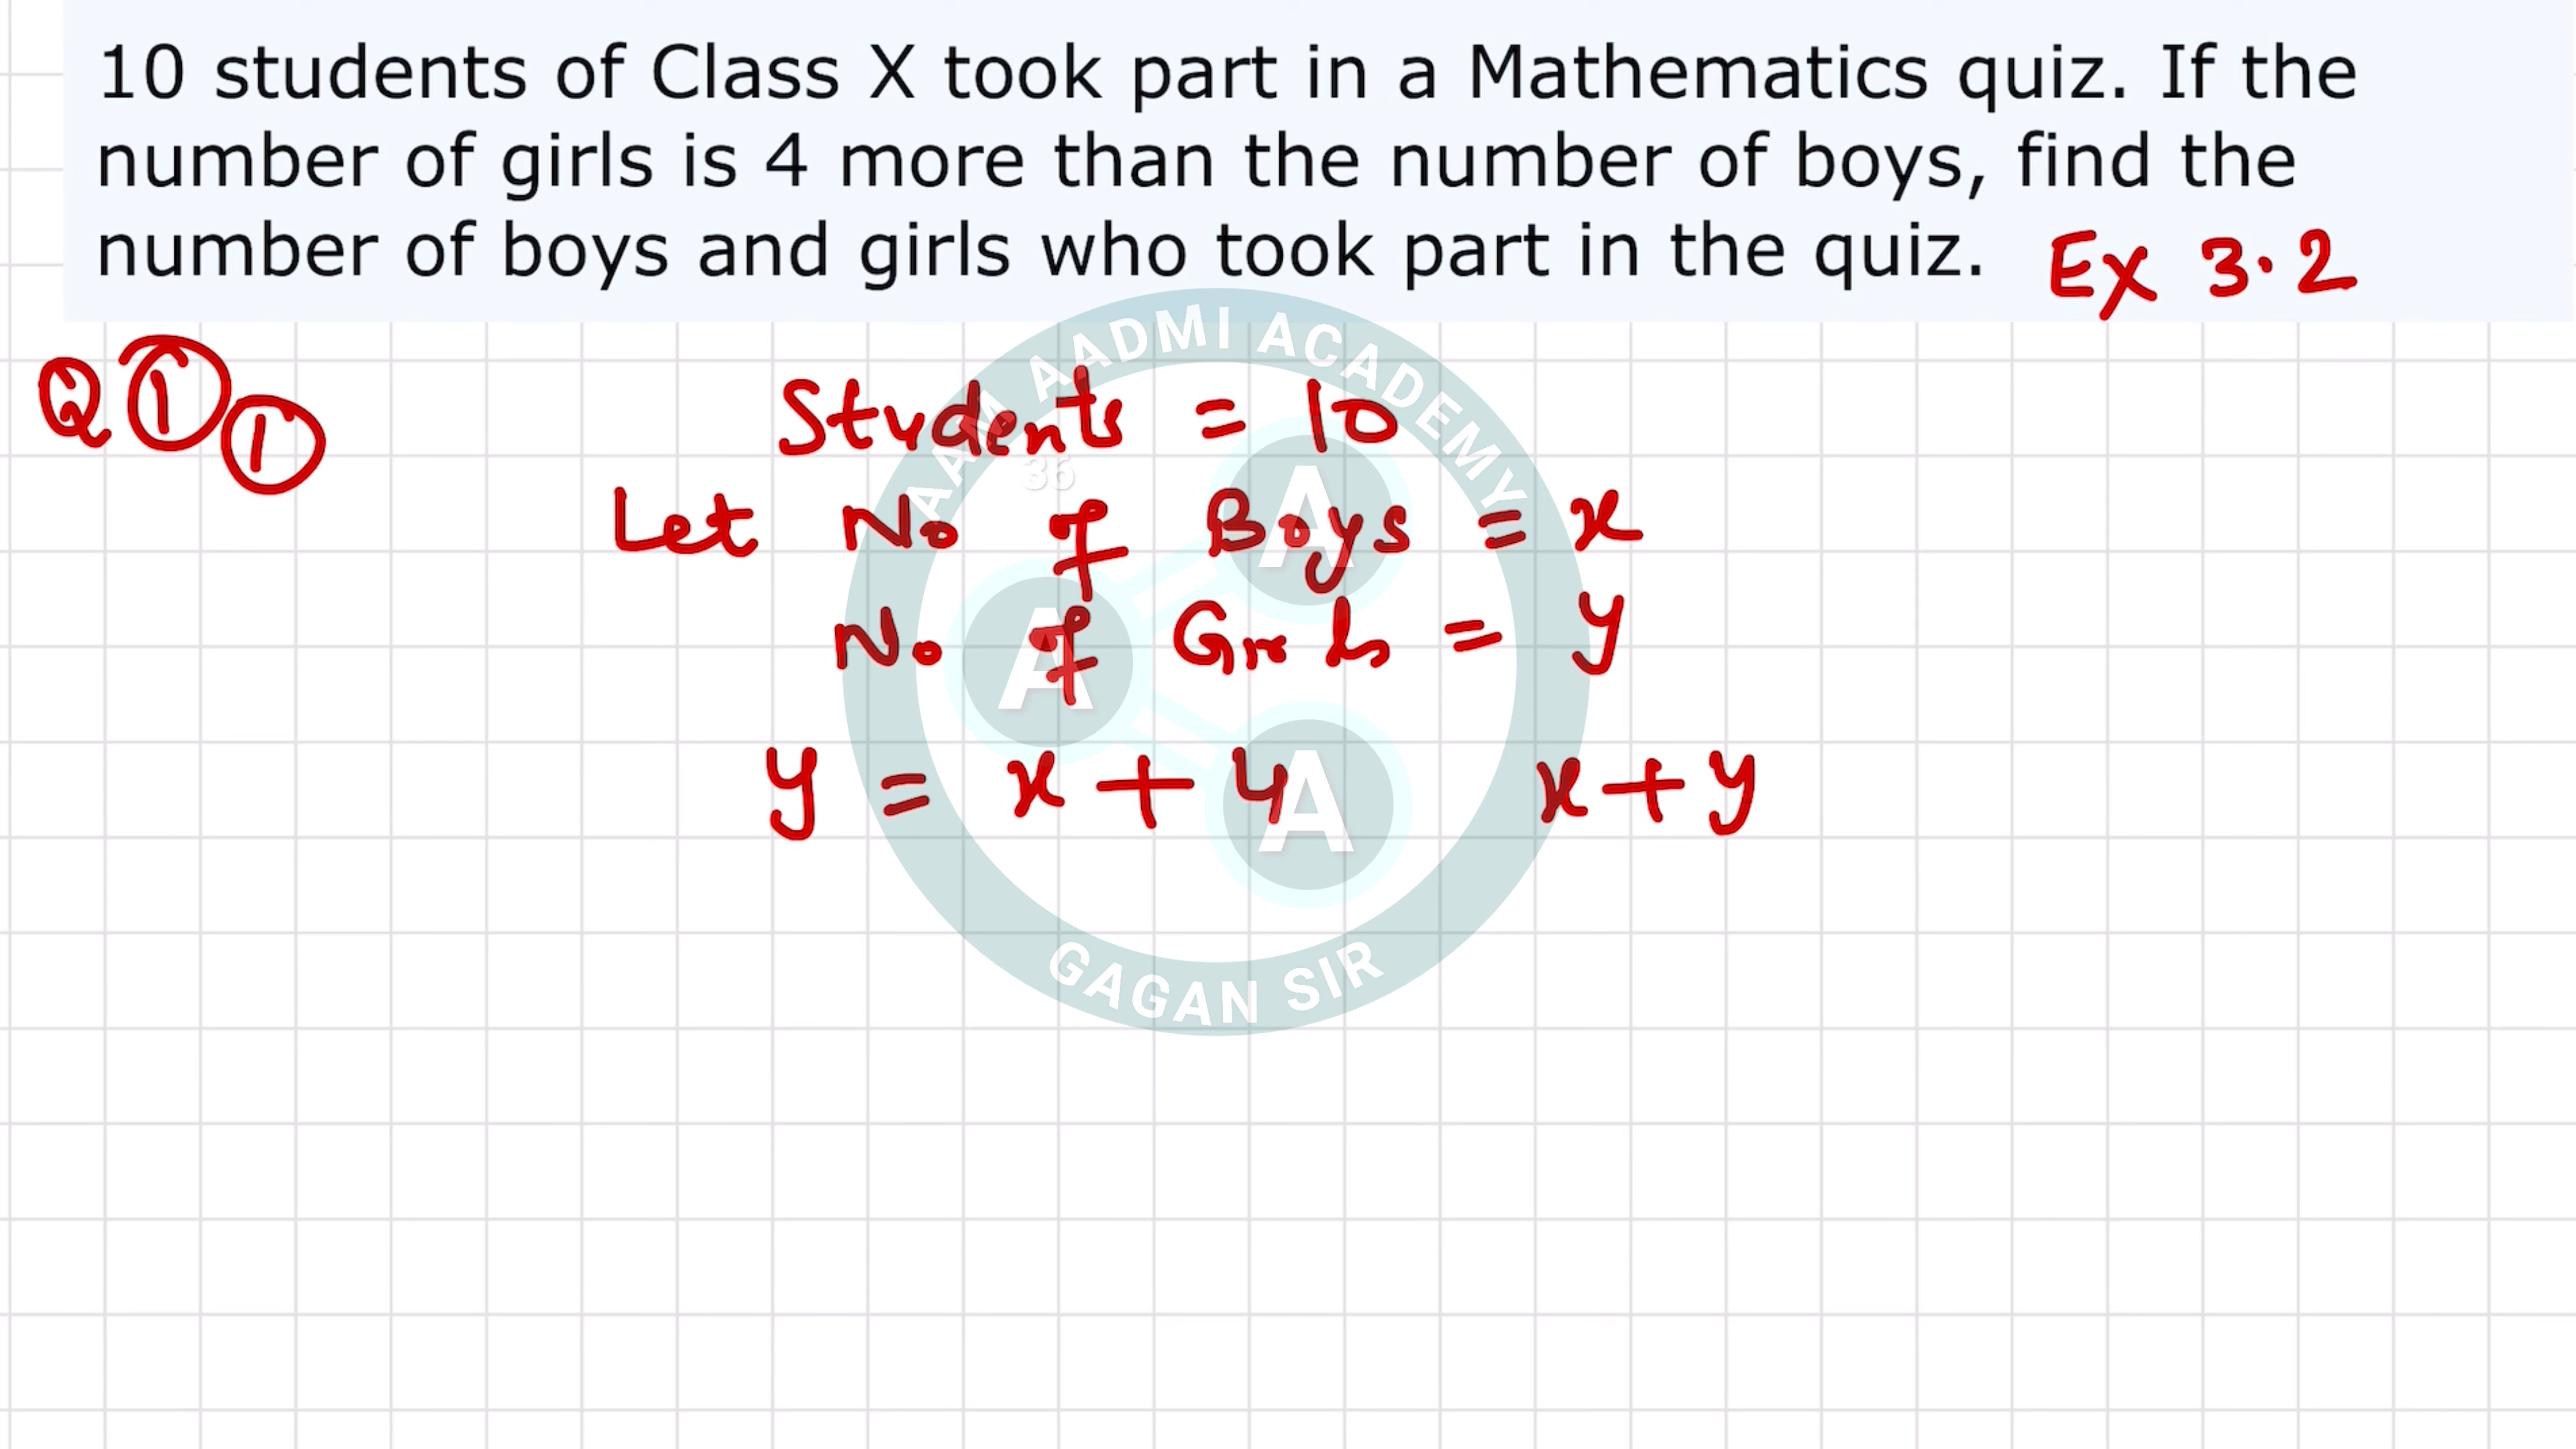 10 students of Class X took part in a Mathematics quiz. If the
number of girls is 4 more than the number of boys, find the
number of boys and girls who took part in the quiz. Ex 3.2
Q 1 1
Students = 10
Let No of Boys = x
No of Girls = y
y = x + 4 x + y
AAM AADMI ACADEMY
36
A
A
A
GAGAN SIR